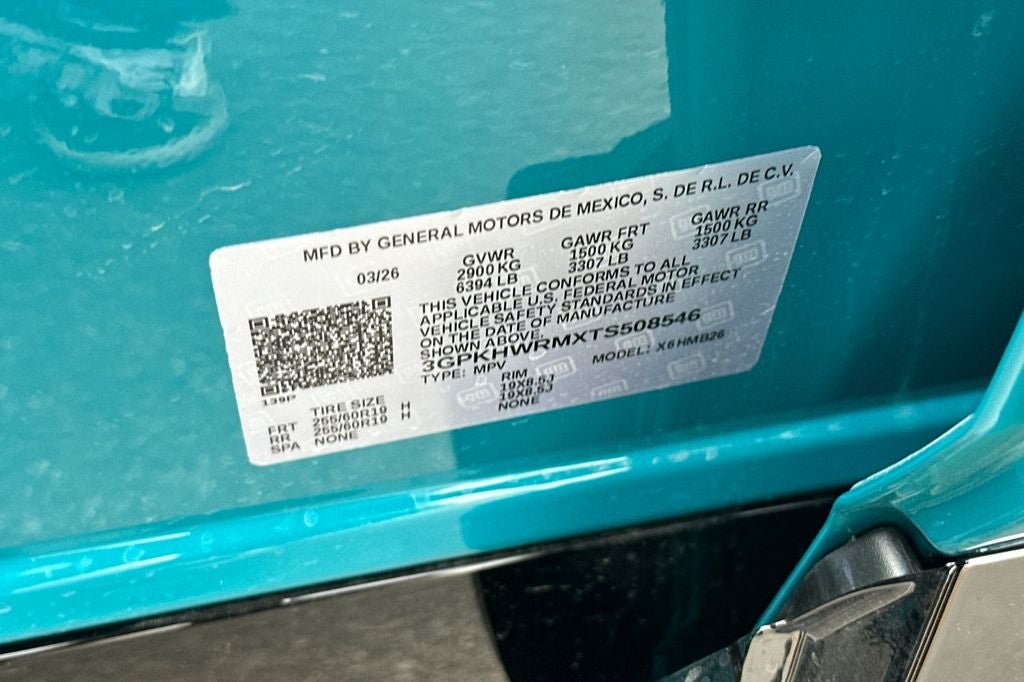 MFD BY GENERAL MOTORS DE MEXICO, S. DE R.L. DE C.V.
03/26 GVWR GAWR FRT GAWR RR
2900 KG 1500 KG 1500 KG
6394 LB 3307 LB 3307 LB
THIS VEHICLE CONFORMS TO ALL
APPLICABLE U.S. FEDERAL MOTOR
VEHICLE SAFETY STANDARDS IN EFFECT
ON THE DATE OF MANUFACTURE
SHOWN ABOVE.
3GPKHWRMXTS508546
TYPE: MPV MODEL: X6HMB26
139P
TIRE SIZE RIM
FRT 255/60R19 H 19X8.5J
RR 255/60R19 H 19X8.5J
SPA NONE NONE